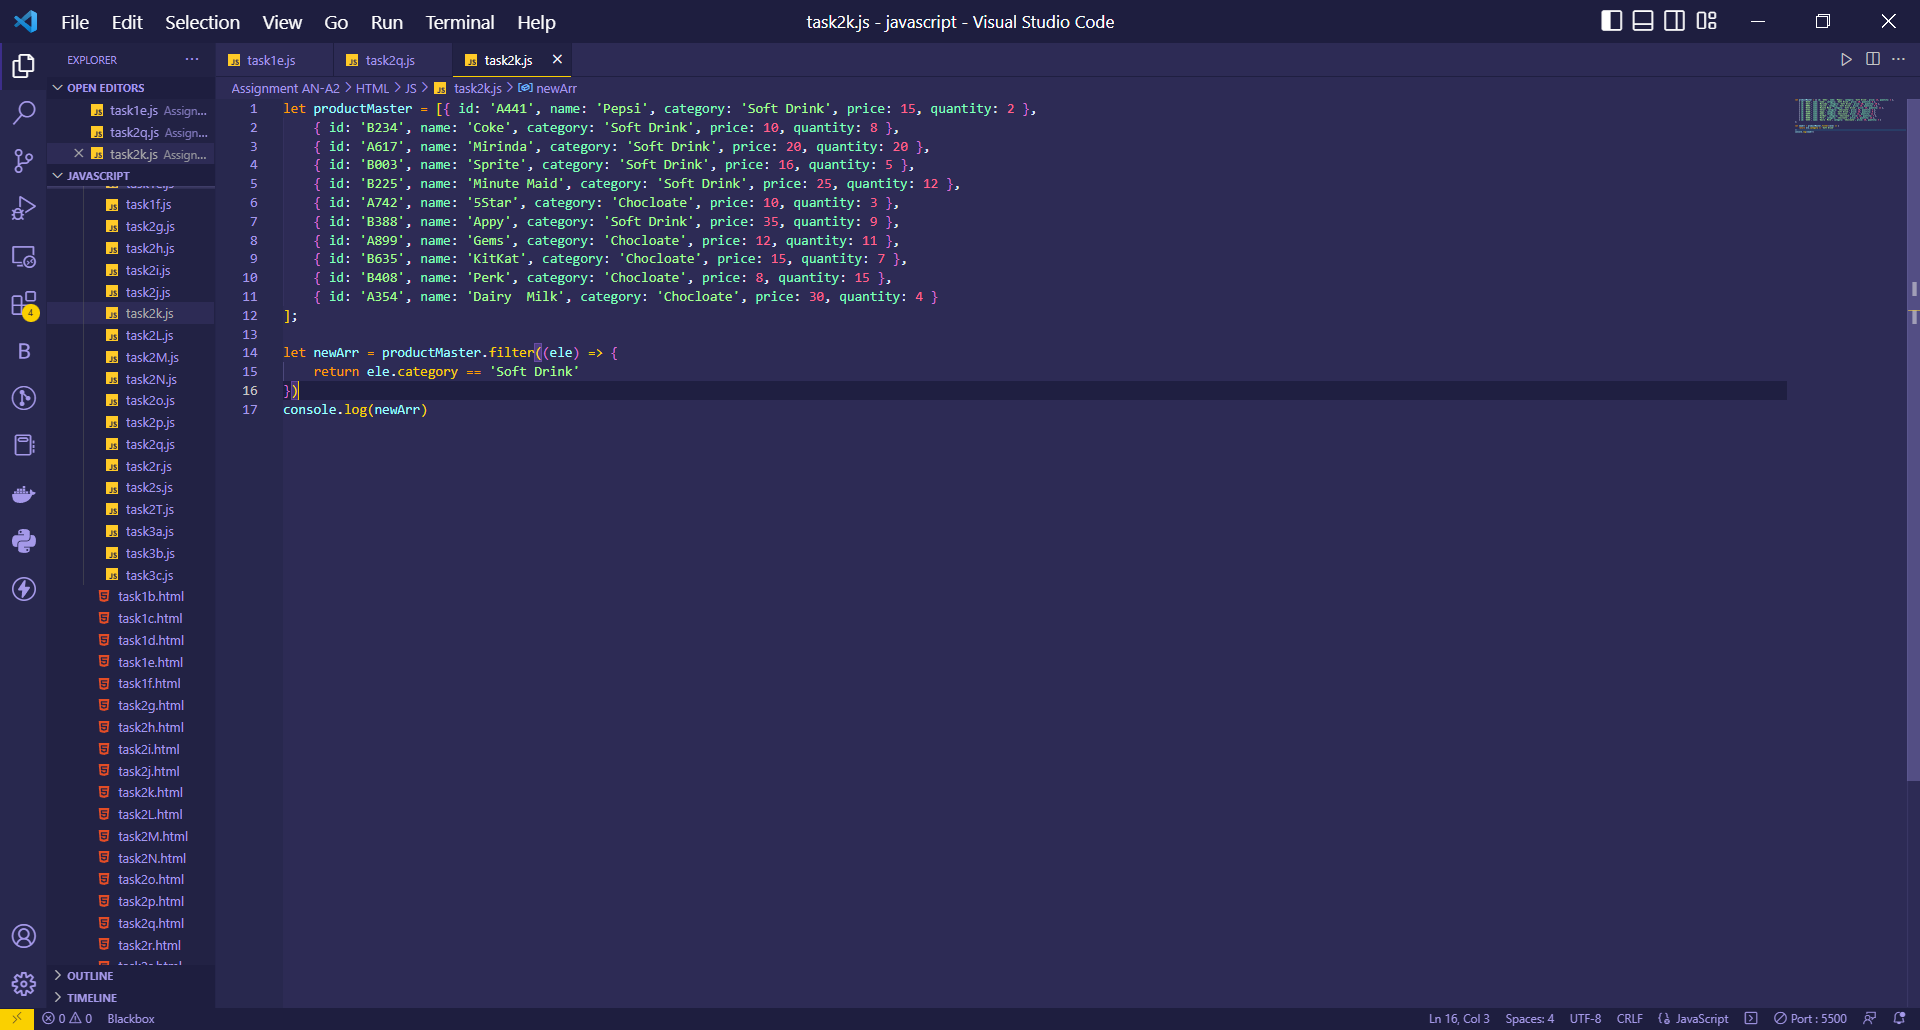 File Edit Selection View Go Run Terminal Help
task2k.js - javascript - Visual Studio Code
EXPLORER
OPEN EDITORS
task1e.js Assign...
task2q.js Assign...
task2k.js Assign...
JAVASCRIPT
task1f.js
task2g.js
task2h.js
task2i.js
task2j.js
task2k.js
task2L.js
task2M.js
task2N.js
task2o.js
task2p.js
task2q.js
task2r.js
task2s.js
task2T.js
task3a.js
task3b.js
task3c.js
task1b.html
task1c.html
task1d.html
task1e.html
task1f.html
task2g.html
task2h.html
task2i.html
task2j.html
task2k.html
task2L.html
task2M.html
task2N.html
task2o.html
task2p.html
task2q.html
task2r.html
OUTLINE
TIMELINE
4
task1e.js task2q.js task2k.js
Assignment AN-A2 > HTML > JS > task2k.js > newArr
1 let productMaster = [{ id: 'A441', name: 'Pepsi', category: 'Soft Drink', price: 15, quantity: 2 },
2 { id: 'B234', name: 'Coke', category: 'Soft Drink', price: 10, quantity: 8 },
3 { id: 'A617', name: 'Mirinda', category: 'Soft Drink', price: 20, quantity: 20 },
4 { id: 'B003', name: 'Sprite', category: 'Soft Drink', price: 16, quantity: 5 },
5 { id: 'B225', name: 'Minute Maid', category: 'Soft Drink', price: 25, quantity: 12 },
6 { id: 'A742', name: '5Star', category: 'Chocloate', price: 10, quantity: 3 },
7 { id: 'B388', name: 'Appy', category: 'Soft Drink', price: 35, quantity: 9 },
8 { id: 'A899', name: 'Gems', category: 'Chocloate', price: 12, quantity: 11 },
9 { id: 'B635', name: 'KitKat', category: 'Chocloate', price: 15, quantity: 7 },
10 { id: 'B408', name: 'Perk', category: 'Chocloate', price: 8, quantity: 15 },
11 { id: 'A354', name: 'Dairy  Milk', category: 'Chocloate', price: 30, quantity: 4 }
12 ];
13
14 let newArr = productMaster.filter((ele) => {
15 return ele.category == 'Soft Drink'
16 })
17 console.log(newArr)
0 0 Blackbox
Ln 16, Col 3 Spaces: 4 UTF-8 CRLF JavaScript Port : 5500